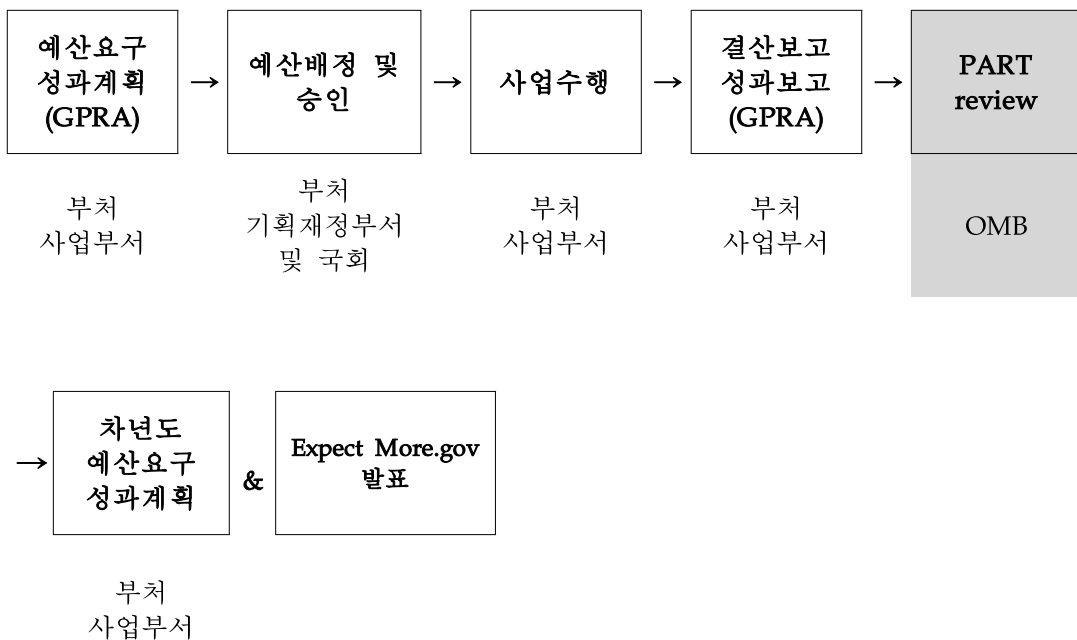 예산요구
성과계획
(GPRA)
→
예산배정 및
승인
→
사업수행
→
결산보고
성과보고
(GPRA)
→
PART
review
부처
사업부서
부처
기획재정부서
및 국회
부처
사업부서
부처
사업부서
OMB
→
차년도
예산요구
성과계획
&
Expect More.gov
발표
부처
사업부서